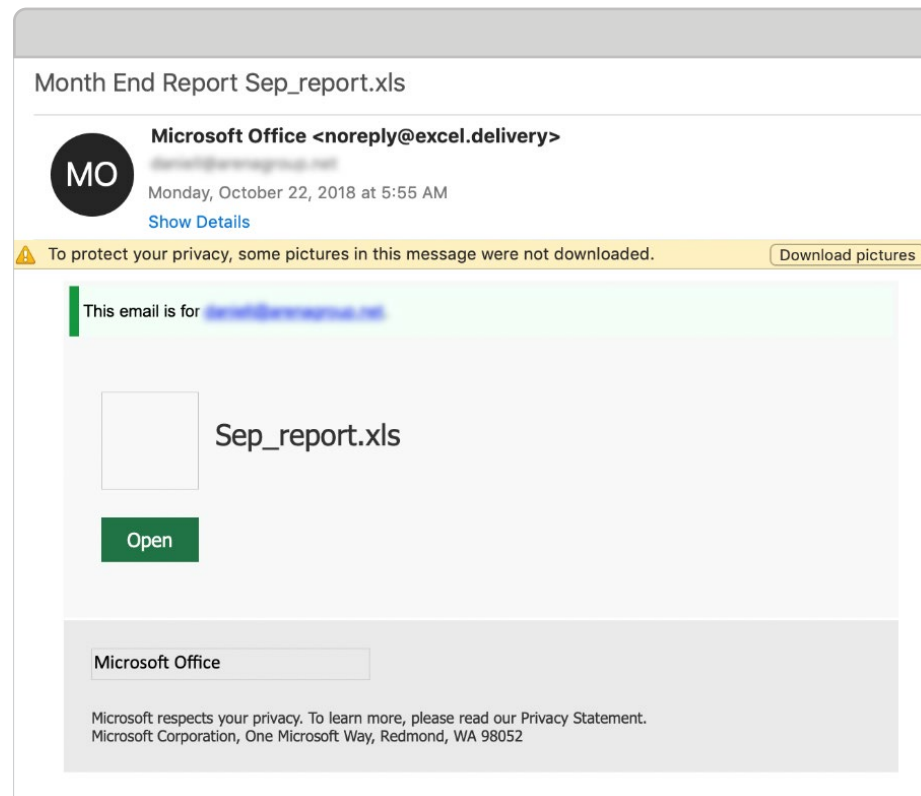 Month End Report Sep_report.xls
MO
Microsoft Office <noreply@excel.delivery>
Monday, October 22, 2018 at 5:55 AM
Show Details
To protect your privacy, some pictures in this message were not downloaded.
Download pictures
This email is for
Sep_report.xls
Open
Microsoft Office
Microsoft respects your privacy. To learn more, please read our Privacy Statement.
Microsoft Corporation, One Microsoft Way, Redmond, WA 98052